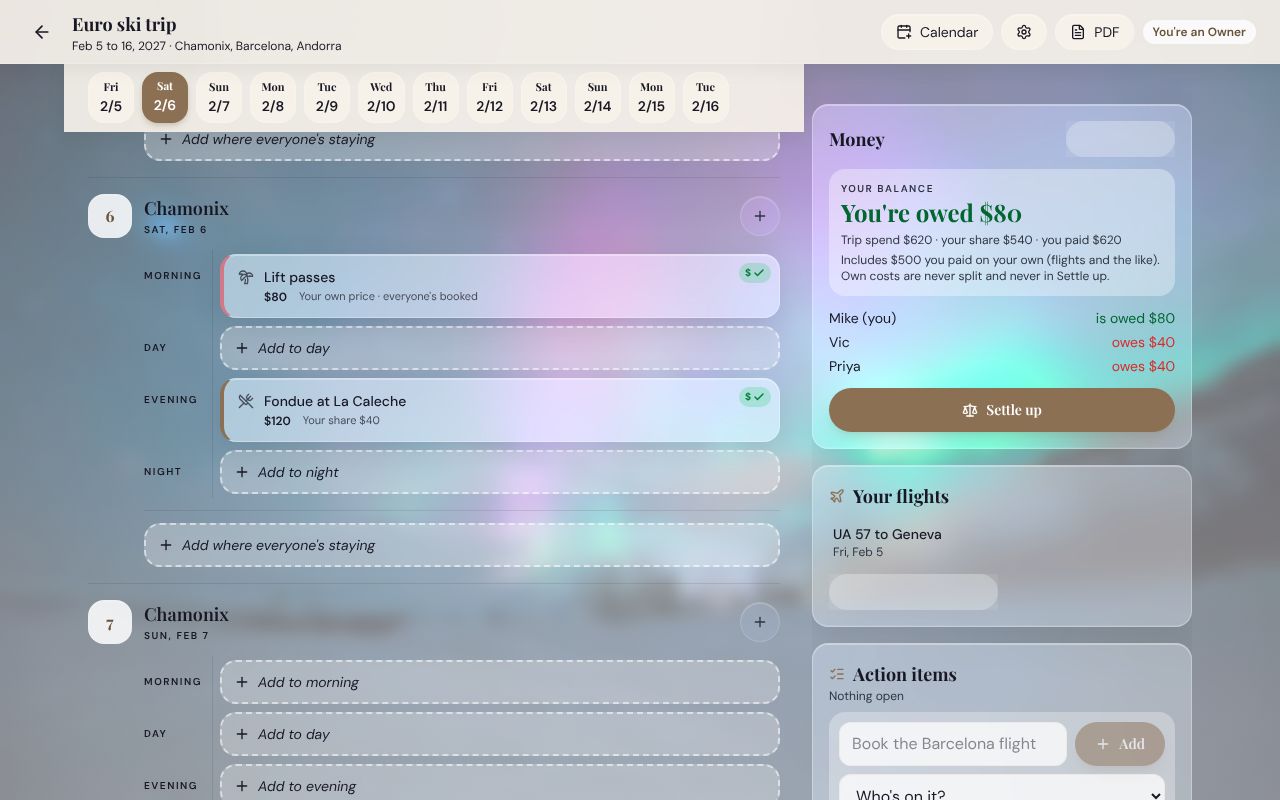 Euro ski trip
Feb 5 to 16, 2027 · Chamonix, Barcelona, Andorra
Calendar
PDF
You're an Owner
Fri
2/5
Sat
2/6
Sun
2/7
Mon
2/8
Tue
2/9
Wed
2/10
Thu
2/11
Fri
2/12
Sat
2/13
Sun
2/14
Mon
2/15
Tue
2/16
Add where everyone's staying
6
Chamonix
SAT, FEB 6
MORNING
Lift passes
$ ✓
$80 Your own price · everyone's booked
DAY
+ Add to day
EVENING
Fondue at La Caleche
$ ✓
$120 Your share $40
NIGHT
+ Add to night
+ Add where everyone's staying
7
Chamonix
SUN, FEB 7
MORNING
+ Add to morning
DAY
+ Add to day
EVENING
+ Add to evening
Money
YOUR BALANCE
You're owed $80
Trip spend $620 · your share $540 · you paid $620
Includes $500 you paid on your own (flights and the like).
Own costs are never split and never in Settle up.
Mike (you) is owed $80
Vic owes $40
Priya owes $40
Settle up
Your flights
UA 57 to Geneva
Fri, Feb 5
Action items
Nothing open
Book the Barcelona flight
+ Add
Who's on it?